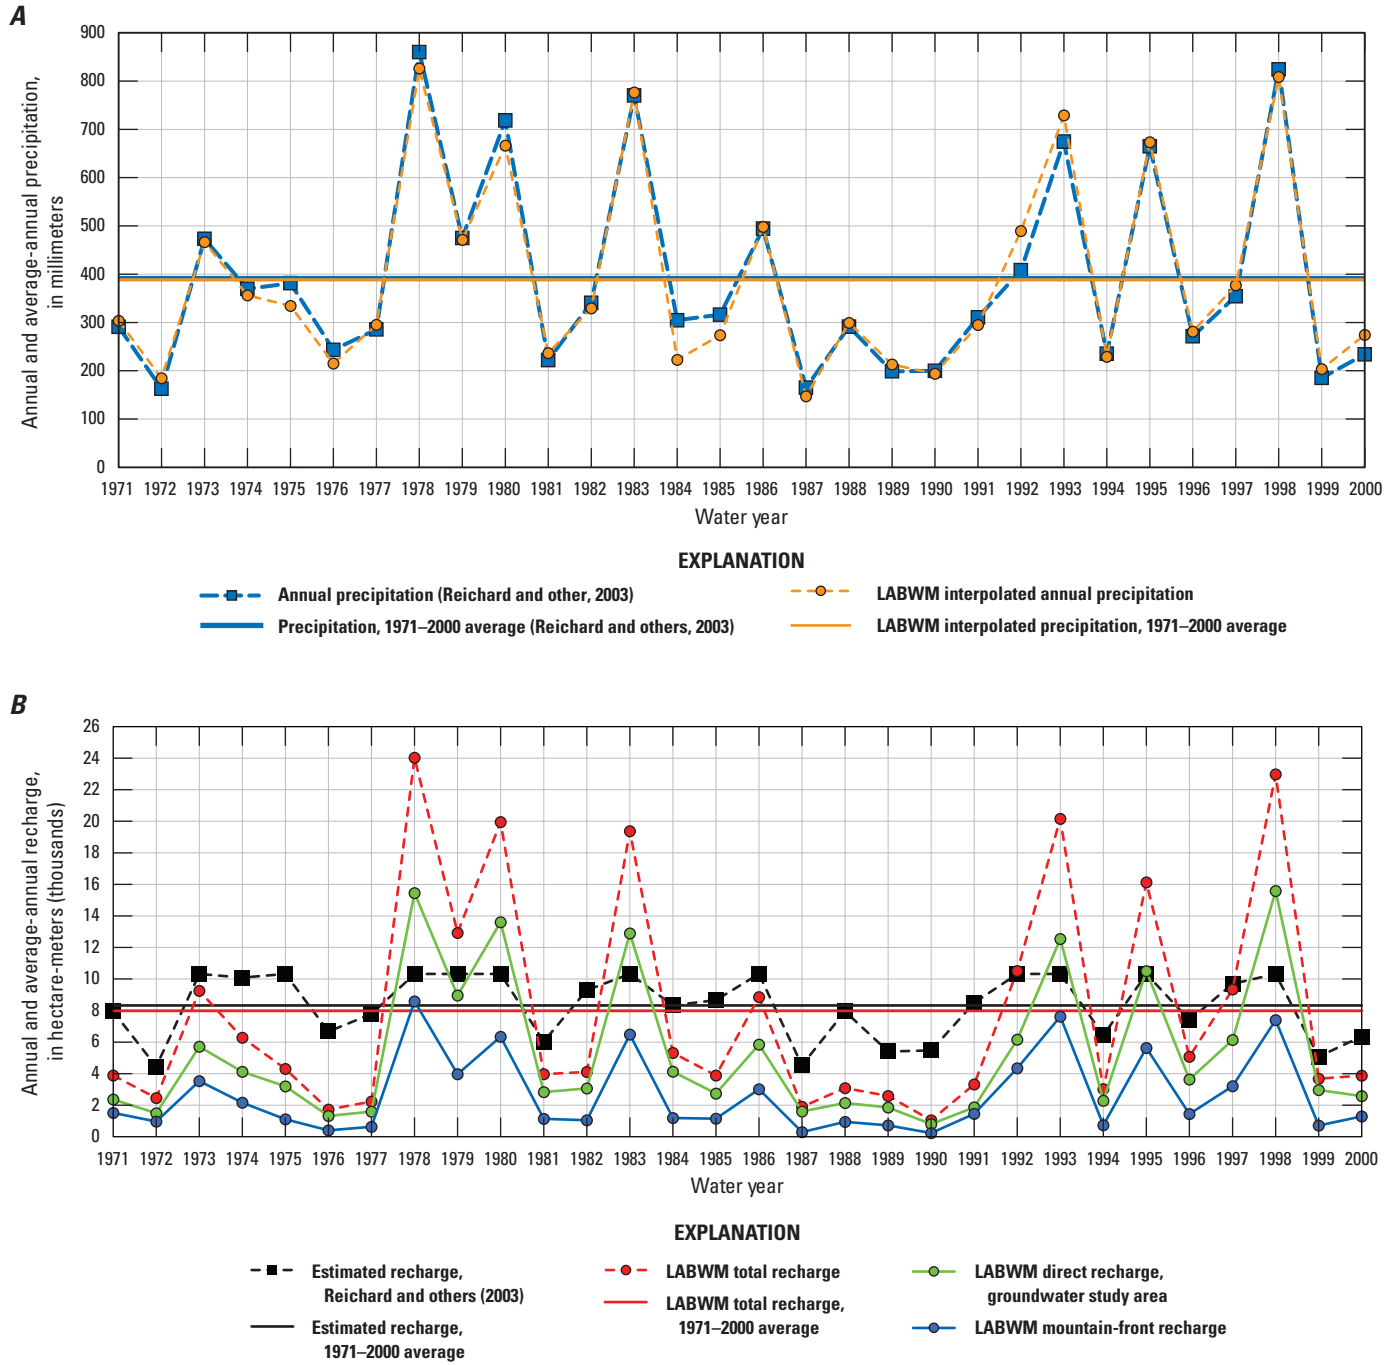 A
Annual and average-annual precipitation,
in millimeters
900
800
700
600
500
400
300
200
100
0
1971 1972 1973 1974 1975 1976 1977 1978 1979 1980 1981 1982 1983 1984 1985 1986 1987 1988 1989 1990 1991 1992 1993 1994 1995 1996 1997 1998 1999 2000
Water year
EXPLANATION
Annual precipitation (Reichard and other, 2003)
Precipitation, 1971–2000 average (Reichard and others, 2003)
LABWM interpolated annual precipitation
LABWM interpolated precipitation, 1971–2000 average
B
Annual and average-annual recharge,
in hectare-meters (thousands)
26
24
22
20
18
16
14
12
10
8
6
4
2
0
1971 1972 1973 1974 1975 1976 1977 1978 1979 1980 1981 1982 1983 1984 1985 1986 1987 1988 1989 1990 1991 1992 1993 1994 1995 1996 1997 1998 1999 2000
Water year
EXPLANATION
Estimated recharge,
Reichard and others (2003)
Estimated recharge,
1971–2000 average
LABWM total recharge
LABWM total recharge,
1971–2000 average
LABWM direct recharge,
groundwater study area
LABWM mountain-front recharge